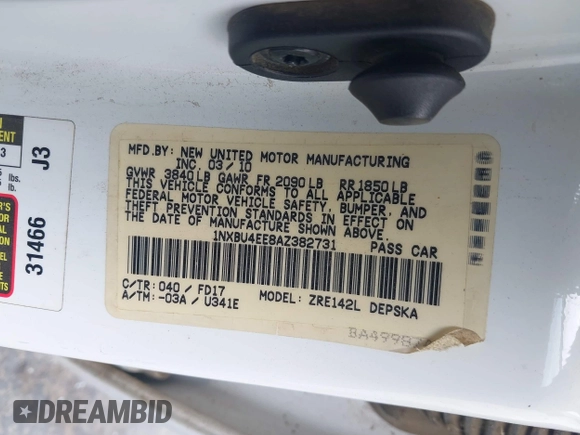 MFD.BY: NEW UNITED MOTOR MANUFACTURING
INC. 03/10
GVWR 3840LB GAWR FR 2090LB RR1850LB
THIS VEHICLE CONFORMS TO ALL APPLICABLE
FEDERAL MOTOR VEHICLE SAFETY, BUMPER, AND
THEFT PREVENTION STANDARDS IN EFFECT ON
THE DATE OF MANUFACTURE SHOWN ABOVE.
1NXBU4EE8AZ382731 PASS CAR
C/TR: 040 / FD17
A/TM: -03A / U341E MODEL: ZRE142L DEPSKA
J3
31466
DREAMBID